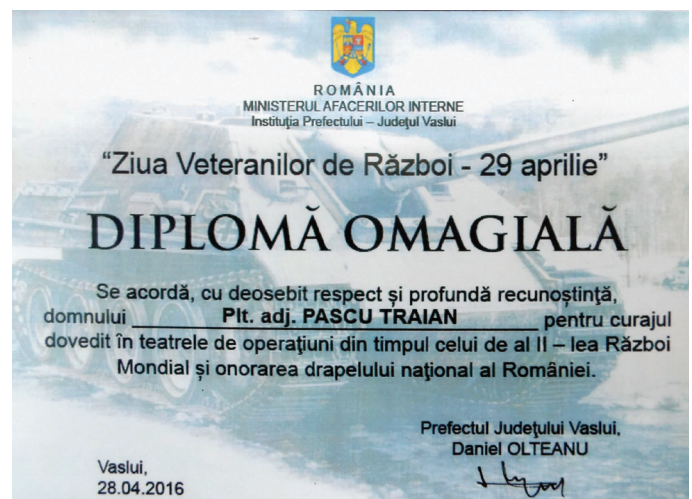 ROMÂNIA
MINISTERUL AFACERILOR INTERNE
Instituţia Prefectului – Judeţul Vaslui
“Ziua Veteranilor de Război - 29 aprilie”
DIPLOMĂ OMAGIALĂ
Se acordă, cu deosebit respect și profundă recunoștinţă,
domnului Plt. adj. PASCU TRAIAN pentru curajul
dovedit în teatrele de operaţiuni din timpul celui de al II – lea Război
Mondial și onorarea drapelului naţional al României.
Prefectul Judeţului Vaslui,
Daniel OLTEANU
Vaslui,
28.04.2016